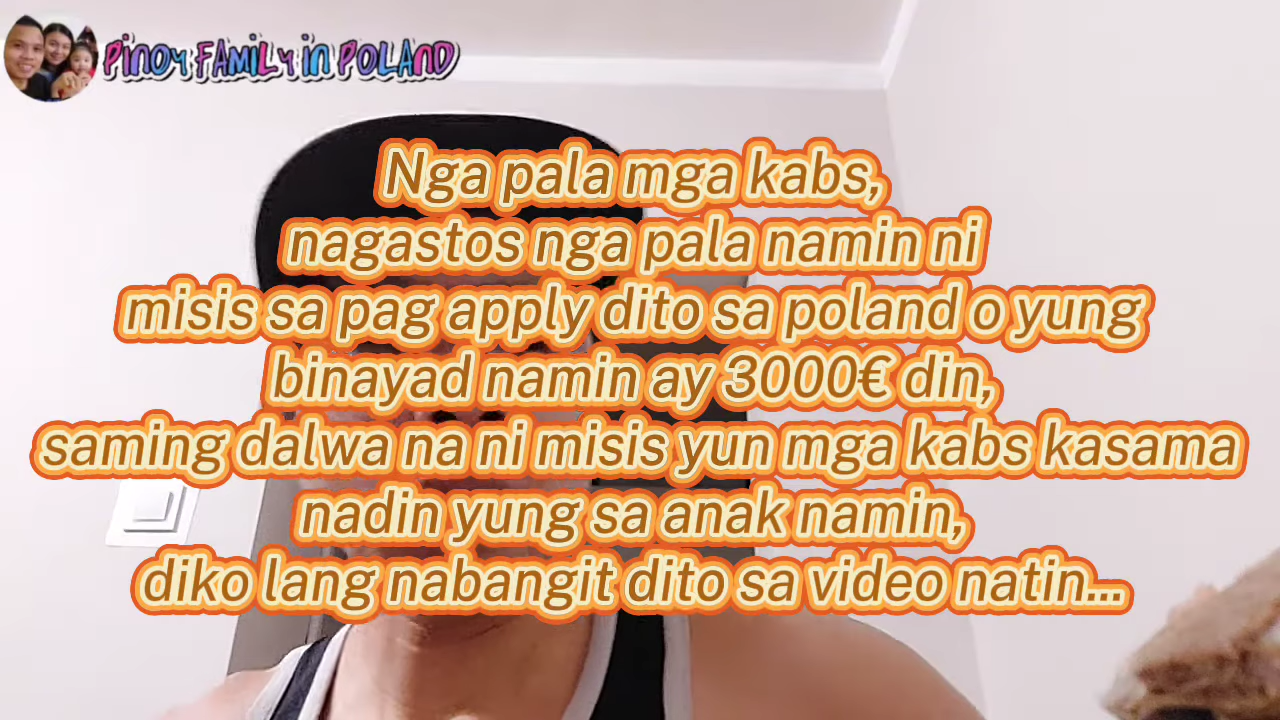 Pinoy Family in Poland
Nga pala mga kabs,
nagastos nga pala namin ni
misis sa pag apply dito sa poland o yung
binayad namin ay 3000€ din,
saming dalwa na ni misis yun mga kabs kasama
nadin yung sa anak namin,
diko lang nabangit dito sa video natin...